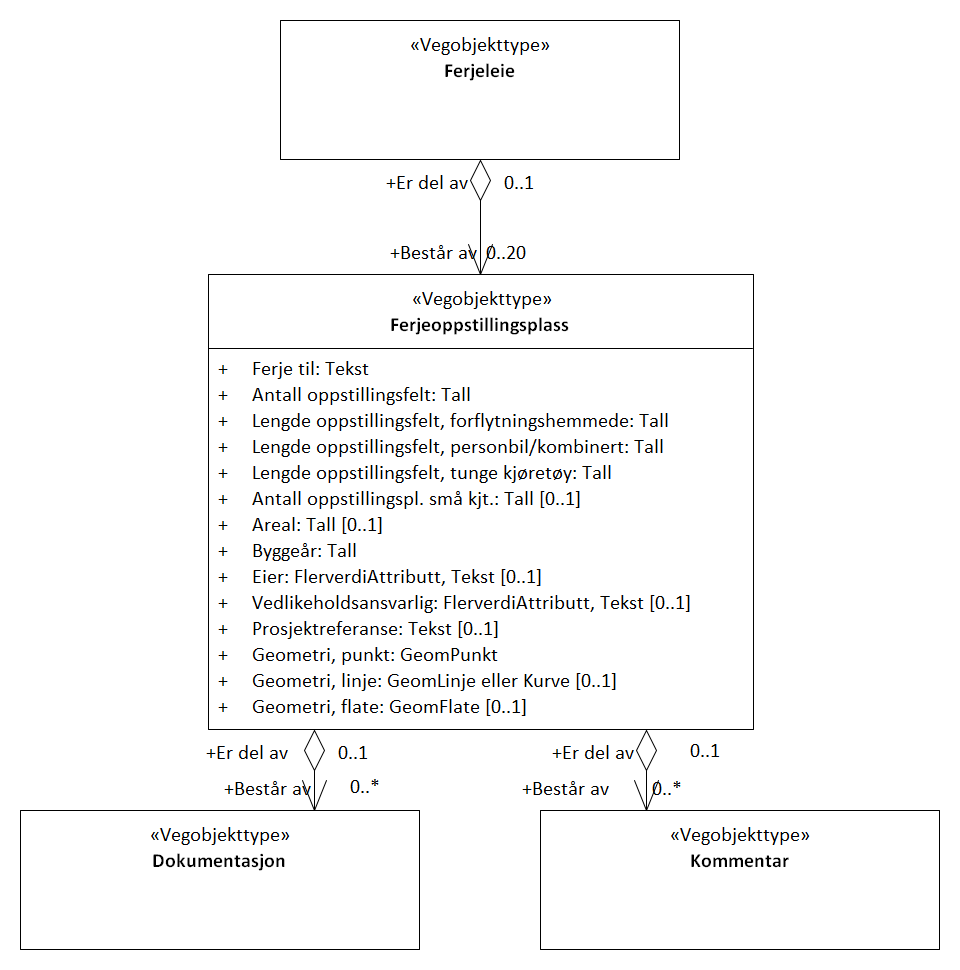 «Vegobjekttype»
Ferjeleie
+Er del av 0..1
+Består av 0..20
«Vegobjekttype»
Ferjeoppstillingsplass
+ Ferje til: Tekst
+ Antall oppstillingsfelt: Tall
+ Lengde oppstillingsfelt, forflytningshemmede: Tall
+ Lengde oppstillingsfelt, personbil/kombinert: Tall
+ Lengde oppstillingsfelt, tunge kjøretøy: Tall
+ Antall oppstillingspl. små kjt.: Tall [0..1]
+ Areal: Tall [0..1]
+ Byggeår: Tall
+ Eier: FlerverdiAttributt, Tekst [0..1]
+ Vedlikeholdsansvarlig: FlerverdiAttributt, Tekst [0..1]
+ Prosjektreferanse: Tekst [0..1]
+ Geometri, punkt: GeomPunkt
+ Geometri, linje: GeomLinje eller Kurve [0..1]
+ Geometri, flate: GeomFlate [0..1]
+Er del av 0..1 +Er del av 0..1
+Består av 0..* +Består av 0..*
«Vegobjekttype»
Dokumentasjon
«Vegobjekttype»
Kommentar